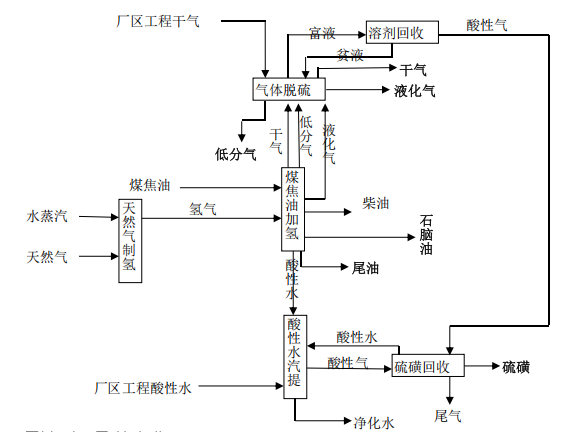 厂区工程干气
富液
溶剂回收
酸性气
贫液
干气
气体脱硫
液化气
低分气
干气
低分气
液化气
煤焦油
煤焦油加氢
柴油
水蒸汽
天然气制氢
氢气
石脑油
天然气
酸性水
尾油
酸性水汽提
酸性水
酸性气
硫磺回收
硫磺
厂区工程酸性水
尾气
净化水